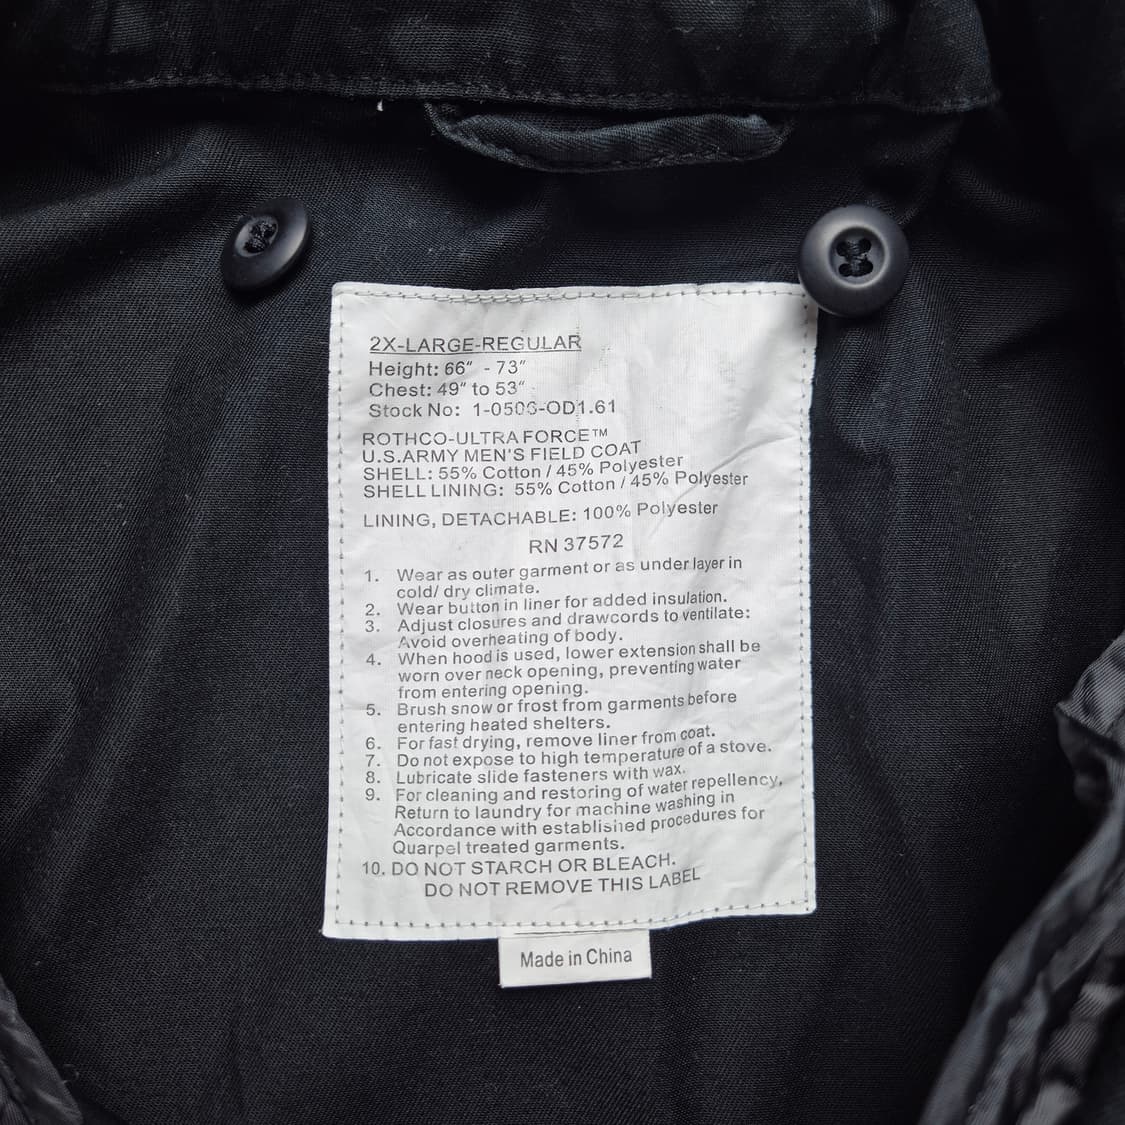 2X-LARGE-REGULAR
Height: 66" - 73"
Chest: 49" to 53"
Stock No: 1-0503-OD1.61
ROTHCO-ULTRA FORCE™
U.S.ARMY MEN'S FIELD COAT
SHELL: 55% Cotton / 45% Polyester
SHELL LINING: 55% Cotton / 45% Polyester
LINING, DETACHABLE: 100% Polyester
RN 37572
1. Wear as outer garment or as under layer in
cold/ dry climate.
2. Wear button in liner for added insulation.
3. Adjust closures and drawcords to ventilate:
Avoid overheating of body.
4. When hood is used, lower extension shall be
worn over neck opening, preventing water
from entering opening.
5. Brush snow or frost from garments before
entering heated shelters.
6. For fast drying, remove liner from coat.
7. Do not expose to high temperature of a stove.
8. Lubricate slide fasteners with wax.
9. For cleaning and restoring of water repellency,
Return to laundry for machine washing in
Accordance with established procedures for
Quarpel treated garments.
10. DO NOT STARCH OR BLEACH.
DO NOT REMOVE THIS LABEL
Made in China